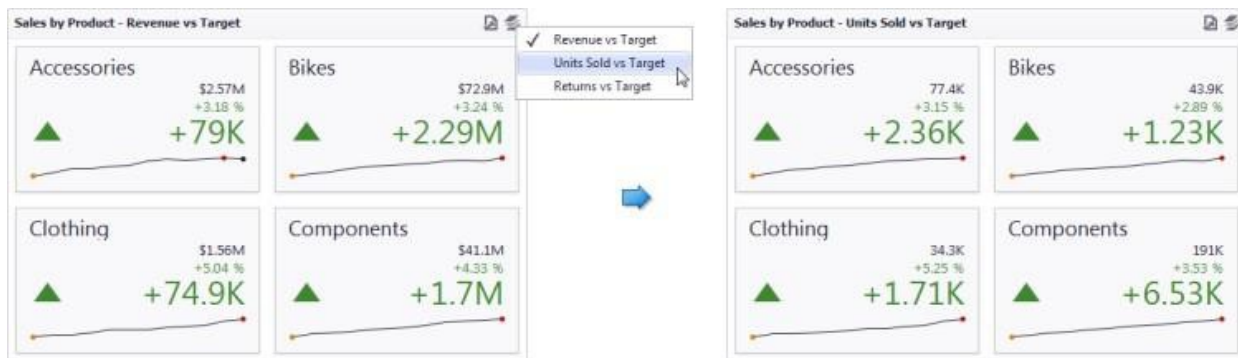 Sales by Product - Revenue vs Target
Revenue vs Target
Units Sold vs Target
Returns vs Target
Accessories
$2.57M
+3.18 %
+79K
Bikes
$72.9M
+3.24 %
+2.29M
Clothing
$1.56M
+5.04 %
+74.9K
Components
$41.1M
+4.33 %
+1.7M
Sales by Product - Units Sold vs Target
Accessories
77.4K
+3.15 %
+2.36K
Bikes
43.9K
+2.89 %
+1.23K
Clothing
34.3K
+5.25 %
+1.71K
Components
191K
+3.53 %
+6.53K